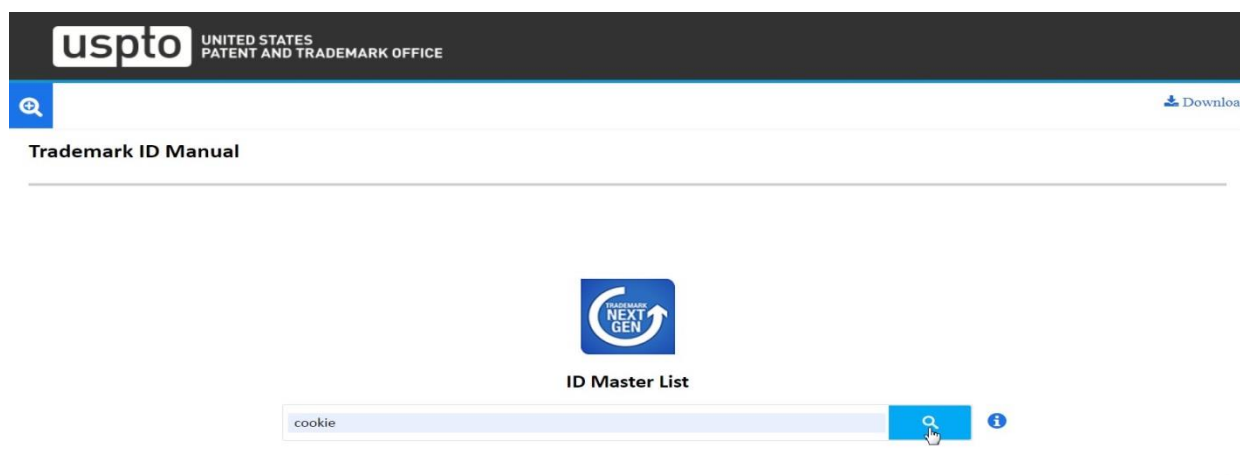 uspto UNITED STATES
PATENT AND TRADEMARK OFFICE
Downloa
Trademark ID Manual
TRADEMARK
NEXT
GEN
ID Master List
cookie